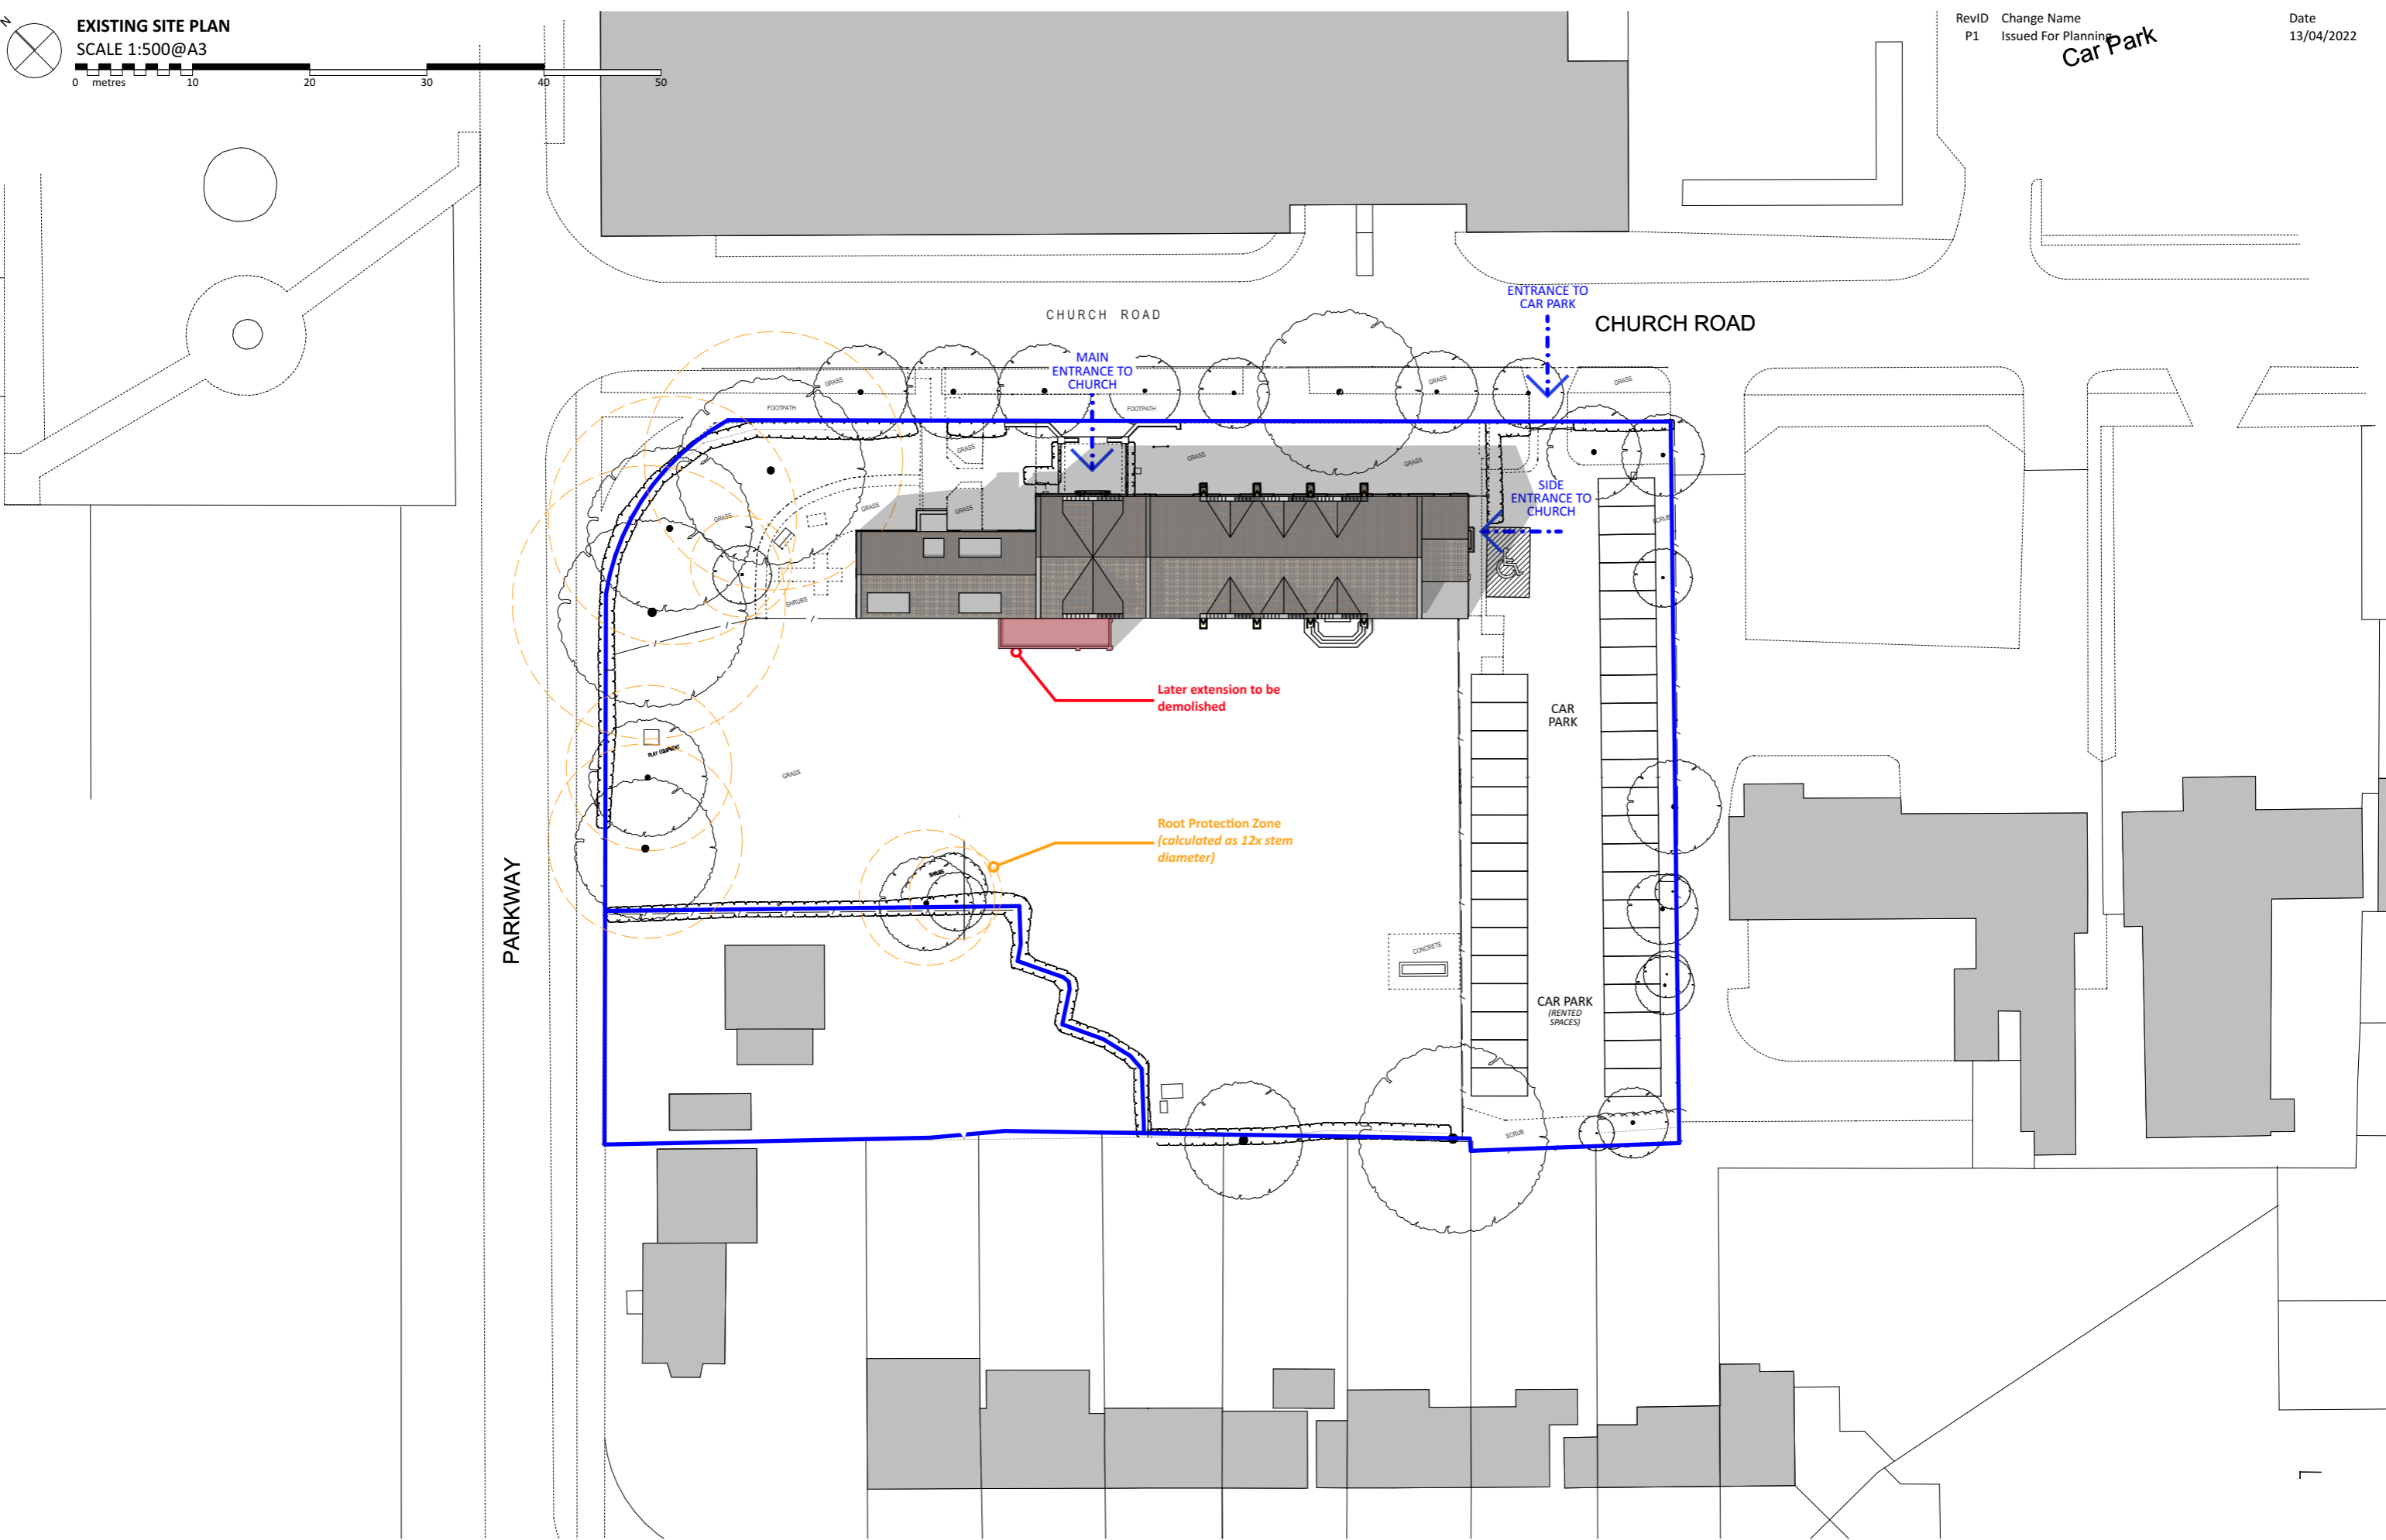 N
EXISTING SITE PLAN
SCALE 1:500@A3
0 metres 10 20 30 40 50
RevID Change Name Date
P1 Issued For Planning 13/04/2022
Car Park
ENTRANCE TO
CAR PARK
CHURCH ROAD
CHURCH ROAD
MAIN
ENTRANCE TO
CHURCH
GRASS
GRASS
GRASS
FOOTPATH
FOOTPATH
GRASS
GRASS
GRASS
SIDE
ENTRANCE TO
CHURCH
GRASS
GRASS
GRASS
SCRUB
SHRUBS
Later extension to be
demolished
CAR
PARK
PLAY EQUIPMENT
GRASS
Root Protection Zone
(calculated as 12x stem
diameter)
SHRUBS
PARKWAY
CONCRETE
CAR PARK
(RENTED
SPACES)
SCRUB